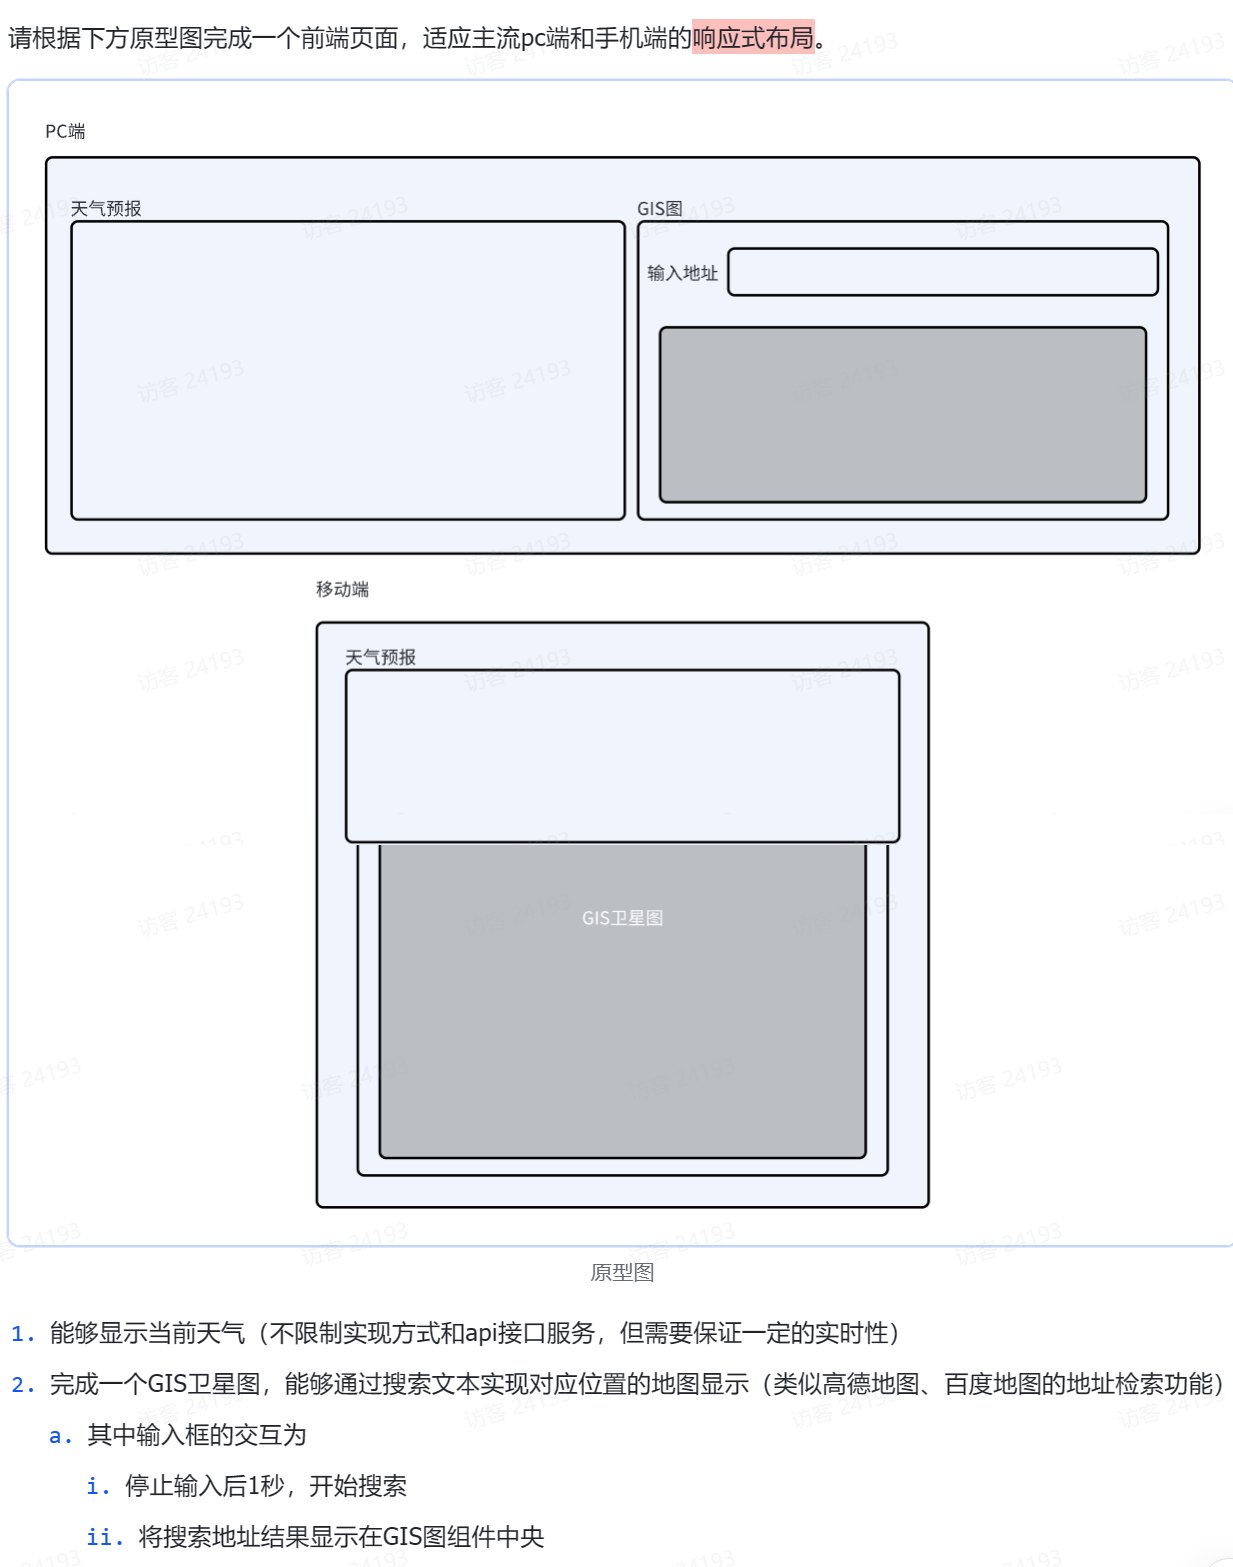 请根据下方原型图完成一个前端页面，适应主流pc端和手机端的响应式布局。
PC端
天气预报
GIS图
输入地址
移动端
天气预报
GIS卫星图
原型图
1. 能够显示当前天气（不限制实现方式和api接口服务，但需要保证一定的实时性）
2. 完成一个GIS卫星图，能够通过搜索文本实现对应位置的地图显示（类似高德地图、百度地图的地址检索功能）
a. 其中输入框的交互为
i. 停止输入后1秒，开始搜索
ii. 将搜索地址结果显示在GIS图组件中央
访客 24193